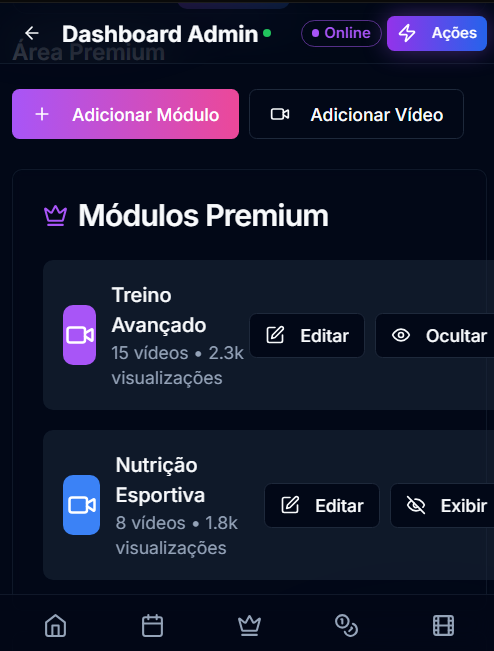 Dashboard Admin
Online
Ações
Área Premium
Adicionar Módulo
Adicionar Vídeo
Módulos Premium
Treino
Avançado
15 vídeos • 2.3k
visualizações
Editar
Ocultar
Nutrição
Esportiva
8 vídeos • 1.8k
visualizações
Editar
Exibir